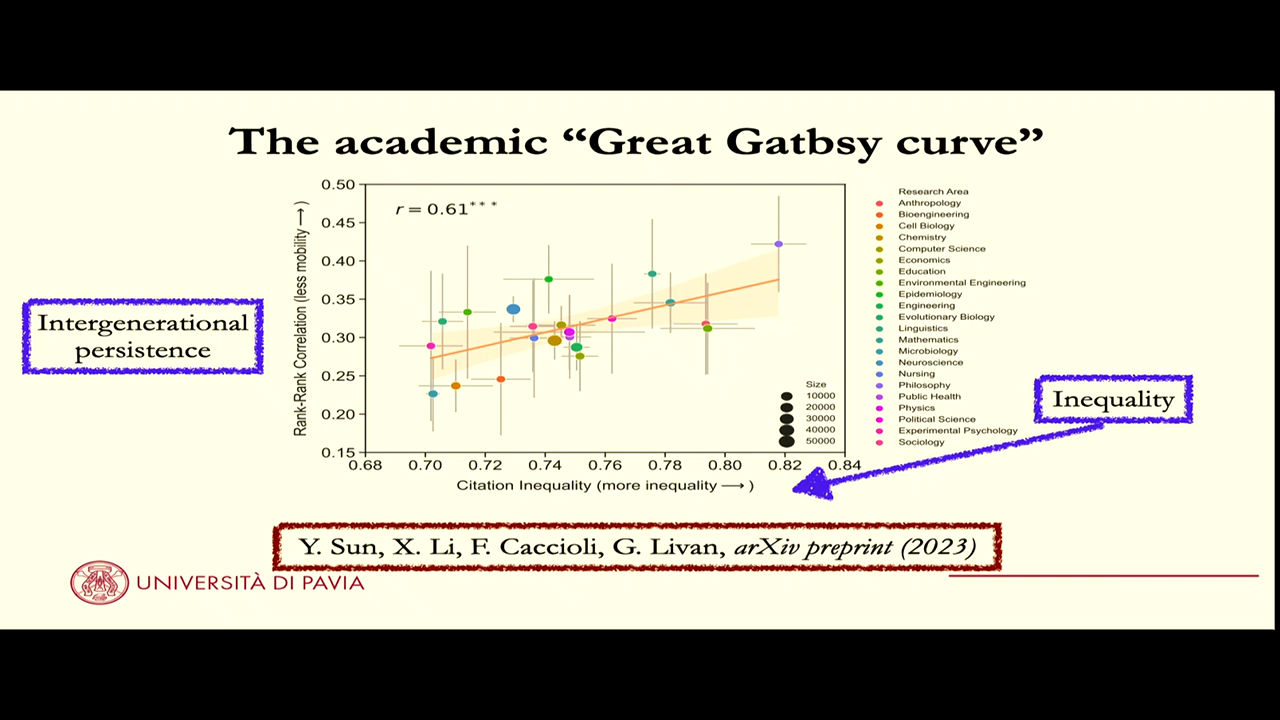 The academic “Great Gatbsy curve”
r = 0.61***
Rank-Rank Correlation (less mobility ⟶)
0.50
0.45
0.40
0.35
0.30
0.25
0.20
0.15
0.68 0.70 0.72 0.74 0.76 0.78 0.80 0.82 0.84
Citation Inequality (more inequality ⟶)
Size
10000
20000
30000
40000
50000
Research Area
Anthropology
Bioengineering
Cell Biology
Chemistry
Computer Science
Economics
Education
Environmental Engineering
Epidemiology
Engineering
Evolutionary Biology
Linguistics
Mathematics
Microbiology
Neuroscience
Nursing
Philosophy
Public Health
Physics
Political Science
Experimental Psychology
Sociology
Intergenerational
persistence
Inequality
Y. Sun, X. Li, F. Caccioli, G. Livan, arXiv preprint (2023)
UNIVERSITÀ DI PAVIA